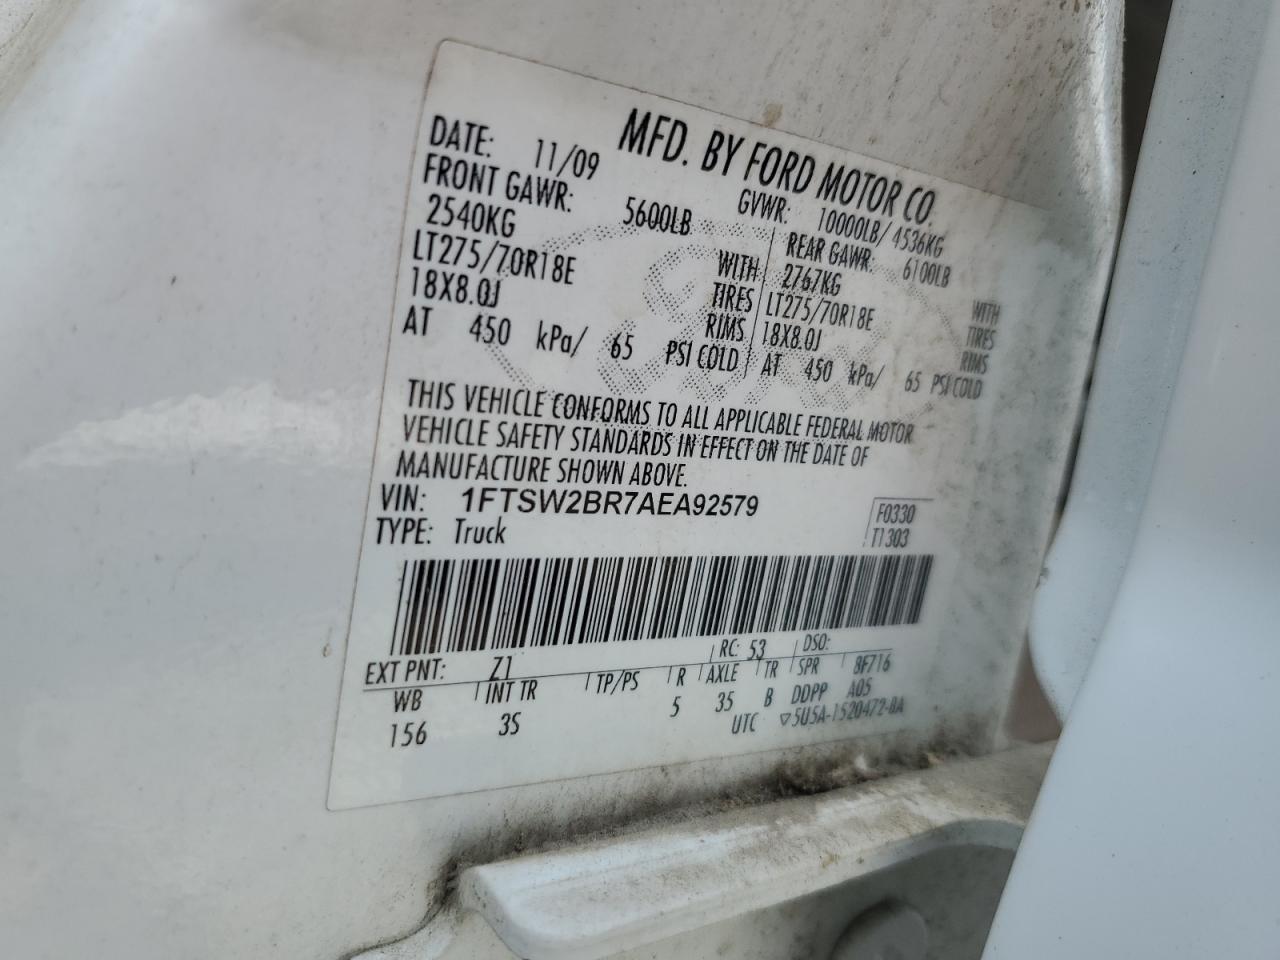 MFD. BY FORD MOTOR CO.
DATE: 11/09 GVWR: 10000LB/ 4536KG
FRONT GAWR: 5600LB REAR GAWR: 6100LB
2540KG WITH 2767KG WITH
LT275/70R18E TIRES LT275/70R18E TIRES
18X8.0J RIMS 18X8.0J RIMS
AT 450 kPa/ 65 PSI COLD AT 450 kPa/ 65 PSI COLD
THIS VEHICLE CONFORMS TO ALL APPLICABLE FEDERAL MOTOR
VEHICLE SAFETY STANDARDS IN EFFECT ON THE DATE OF
MANUFACTURE SHOWN ABOVE.
VIN: 1FTSW2BR7AEA92579 F0330
TYPE: Truck T1303
EXT PNT: Z1 RC: 53 DSO:
WB INT TR TP/PS R AXLE TR SPR 8F716
156 3S 5 35 B DDPP A05
UTC ▽5U5A-1520472-BA